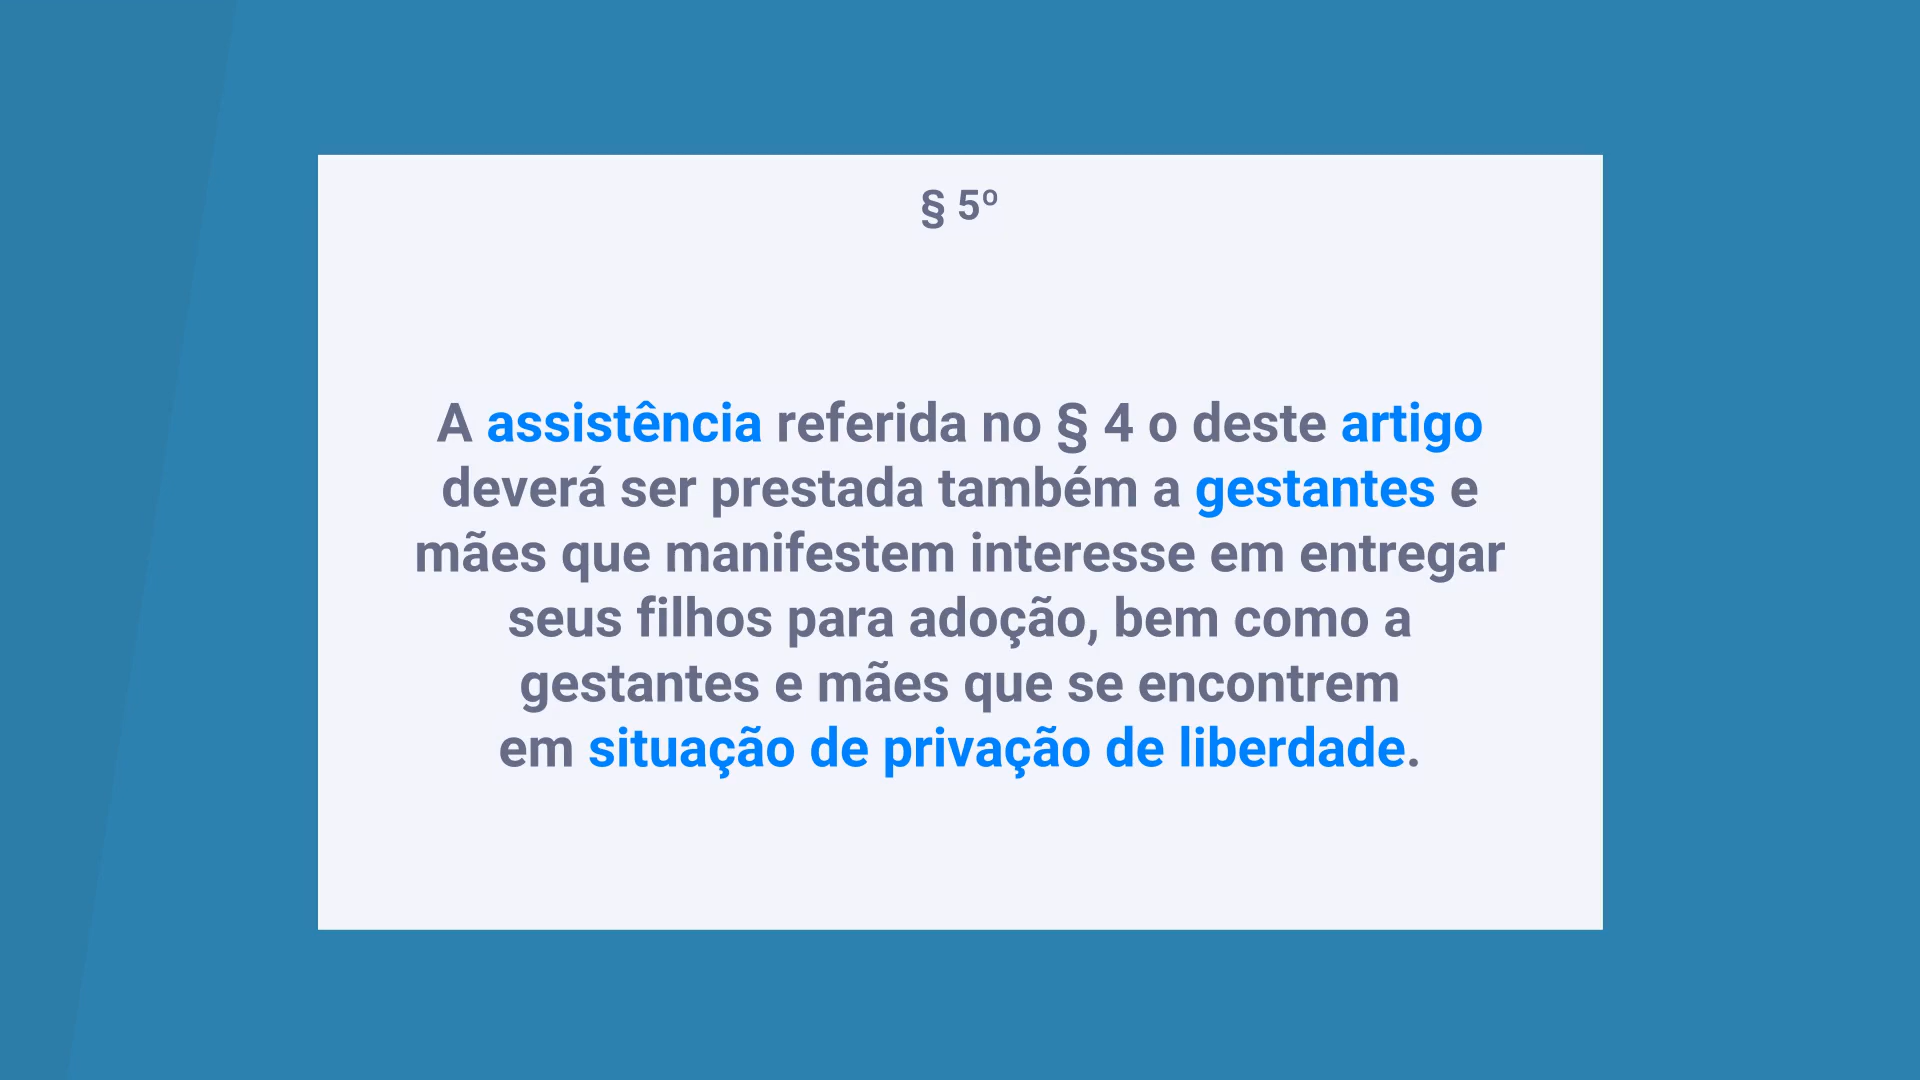 § 5º
A assistência referida no § 4 o deste artigo
deverá ser prestada também a gestantes e
mães que manifestem interesse em entregar
seus filhos para adoção, bem como a
gestantes e mães que se encontrem
em situação de privação de liberdade.